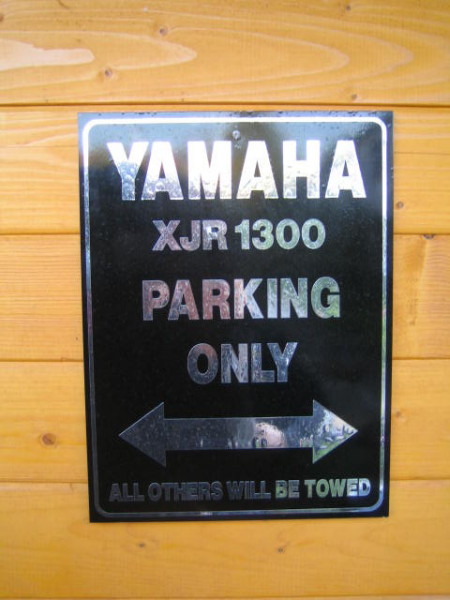 YAMAHA
XJR 1300
PARKING
ONLY
ALL OTHERS WILL BE TOWED